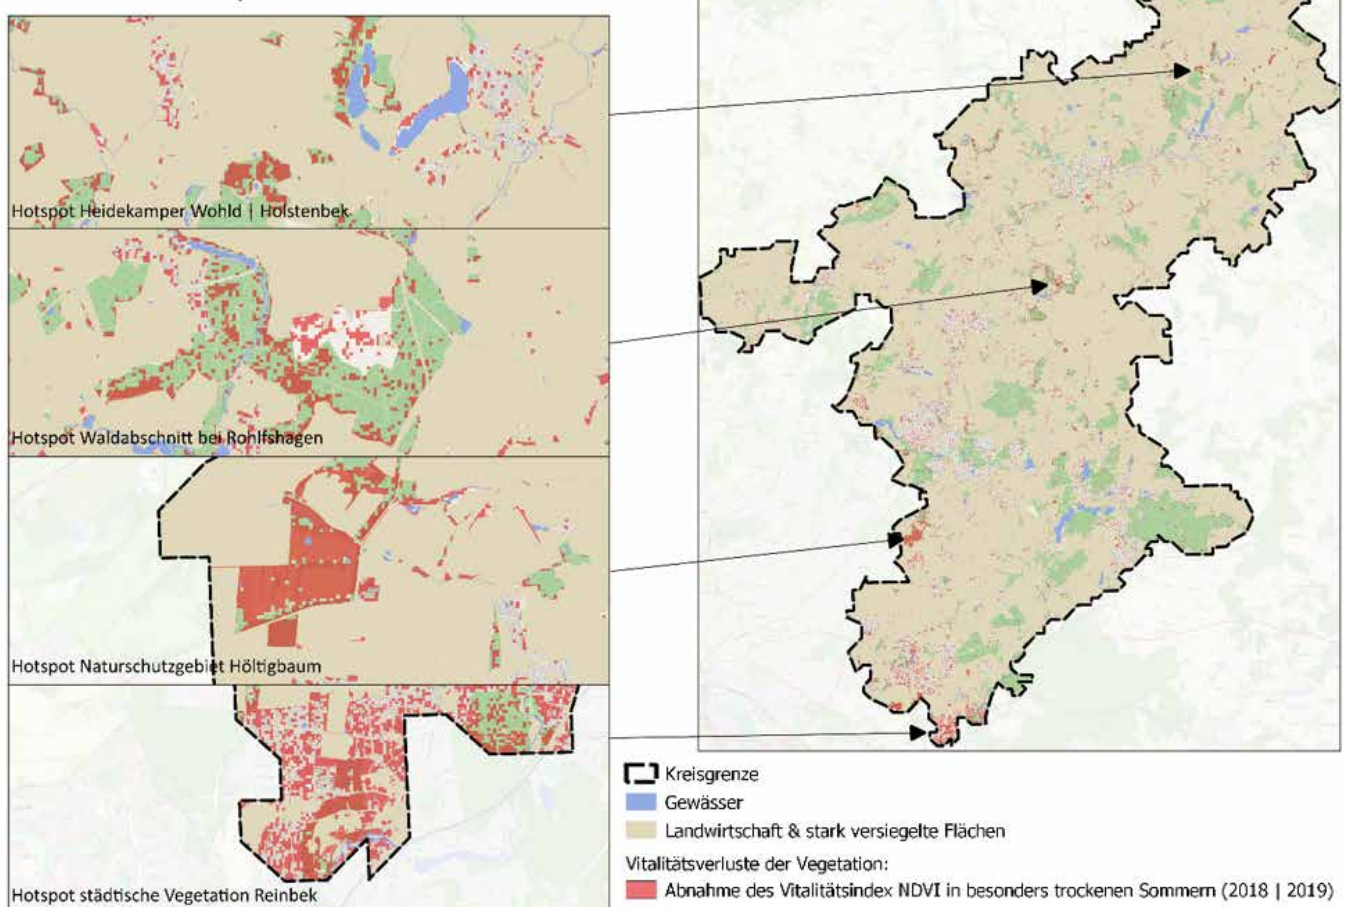 Hotspot Heidekamper Wohld | Holstenbek
Hotspot Waldabschnitt bei Rohlfshagen
Hotspot Naturschutzgebiet Höltigbaum
Hotspot städtische Vegetation Reinbek
Kreisgrenze
Gewässer
Landwirtschaft & stark versiegelte Flächen
Vitalitätsverluste der Vegetation:
Abnahme des Vitalitätsindex NDVI in besonders trockenen Sommern (2018 | 2019)